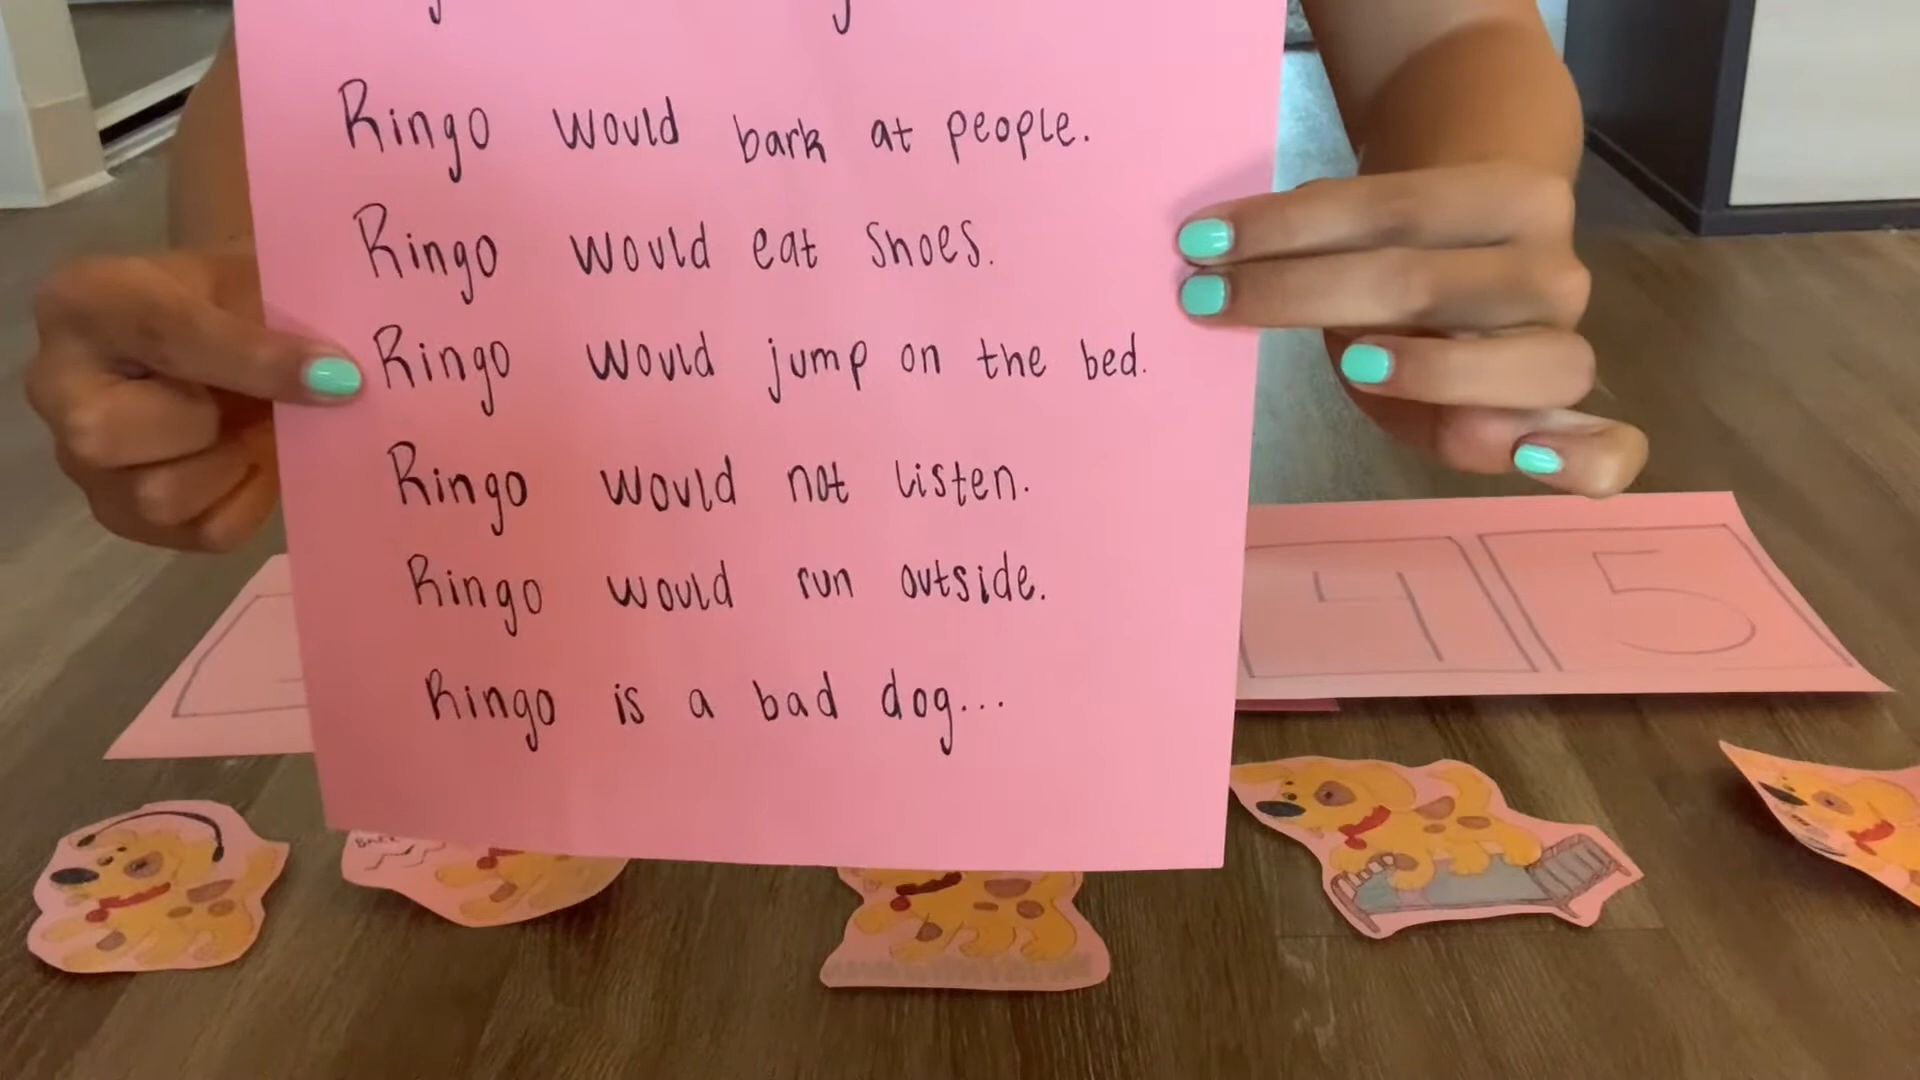 Ringo would bark at people.
Ringo would eat shoes.
Ringo would jump on the bed.
Ringo would not listen.
Ringo would run outside.
Ringo is a bad dog...
4 5